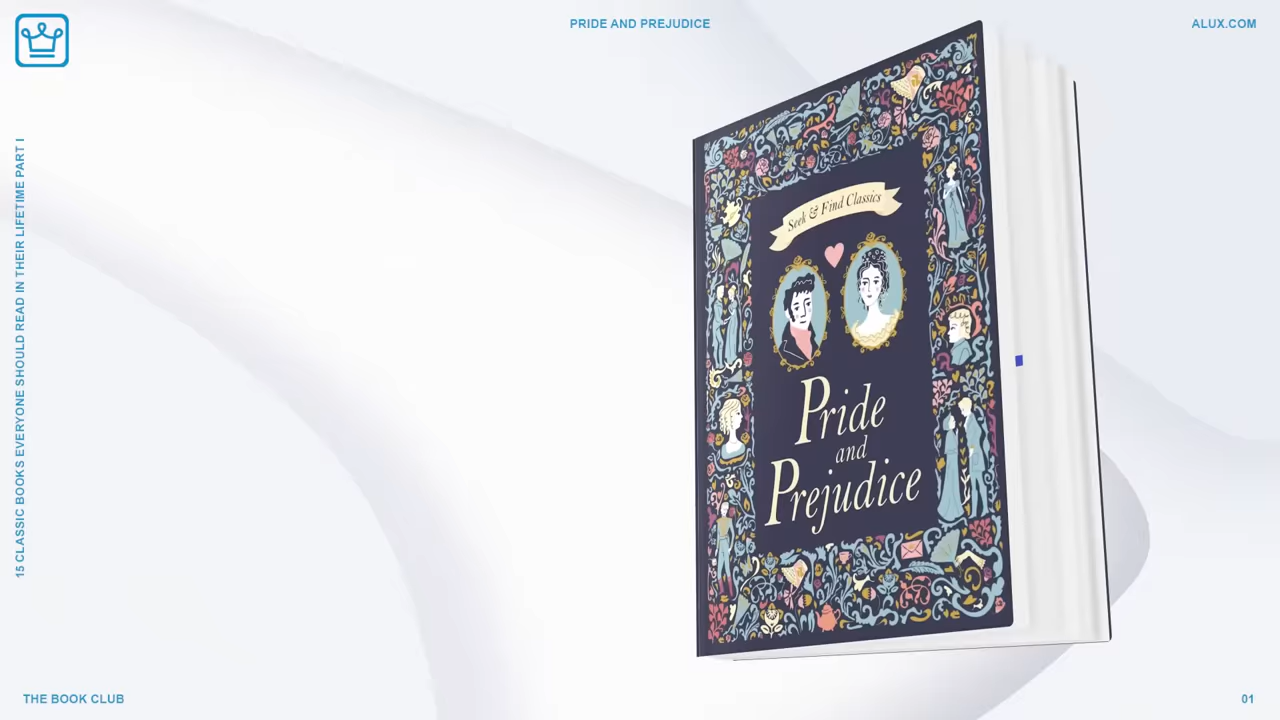 PRIDE AND PREJUDICE
ALUX.COM
15 CLASSIC BOOKS EVERYONE SHOULD READ IN THEIR LIFETIME PART I
Seek & Find Classics
Pride
and
Prejudice
THE BOOK CLUB
01